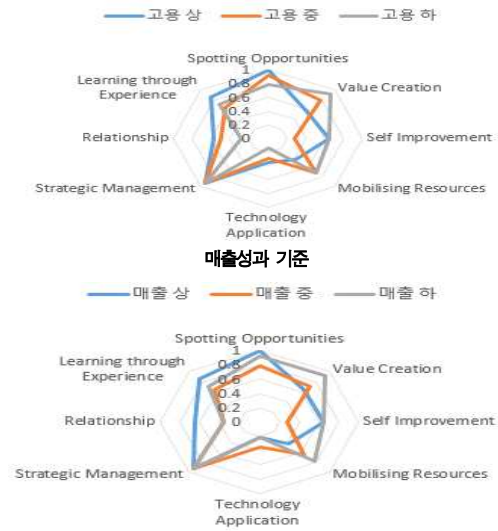 고용 상 고용 중 고용 하
Spotting Opportunities
1
Learning through
Experience
0.8
Value Creation
0.6
0.4
0.2
Relationship
0
Self Improvement
Strategic Management
Mobilising Resources
Technology
Application
매출성과 기준
매출 상 매출 중 매출 하
Spotting Opportunities
1
Learning through
Experience
0.8
Value Creation
0.6
0.4
0.2
Relationship
0
Self Improvement
Strategic Management
Mobilising Resources
Technology
Application